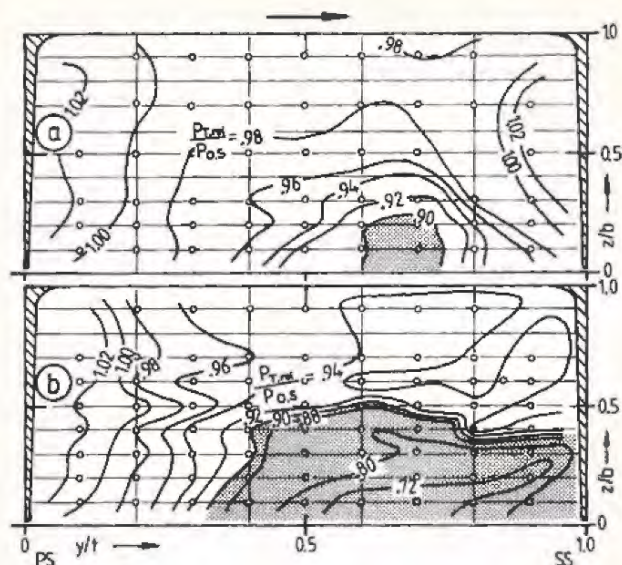 1.0
.98
1.02
1.02
1.00
a
P_T,rel / P_0,S = .98
0.5
.96
.94
.92
.90
1.00
z/b
0
1,0
b
1.02
1.00
.98
.96
P_T,rel / P_0,S = .94
.92 .90 .88
0.5
.80
.72
z/b
0
0
0.5
1.0
PS
y/t
SS